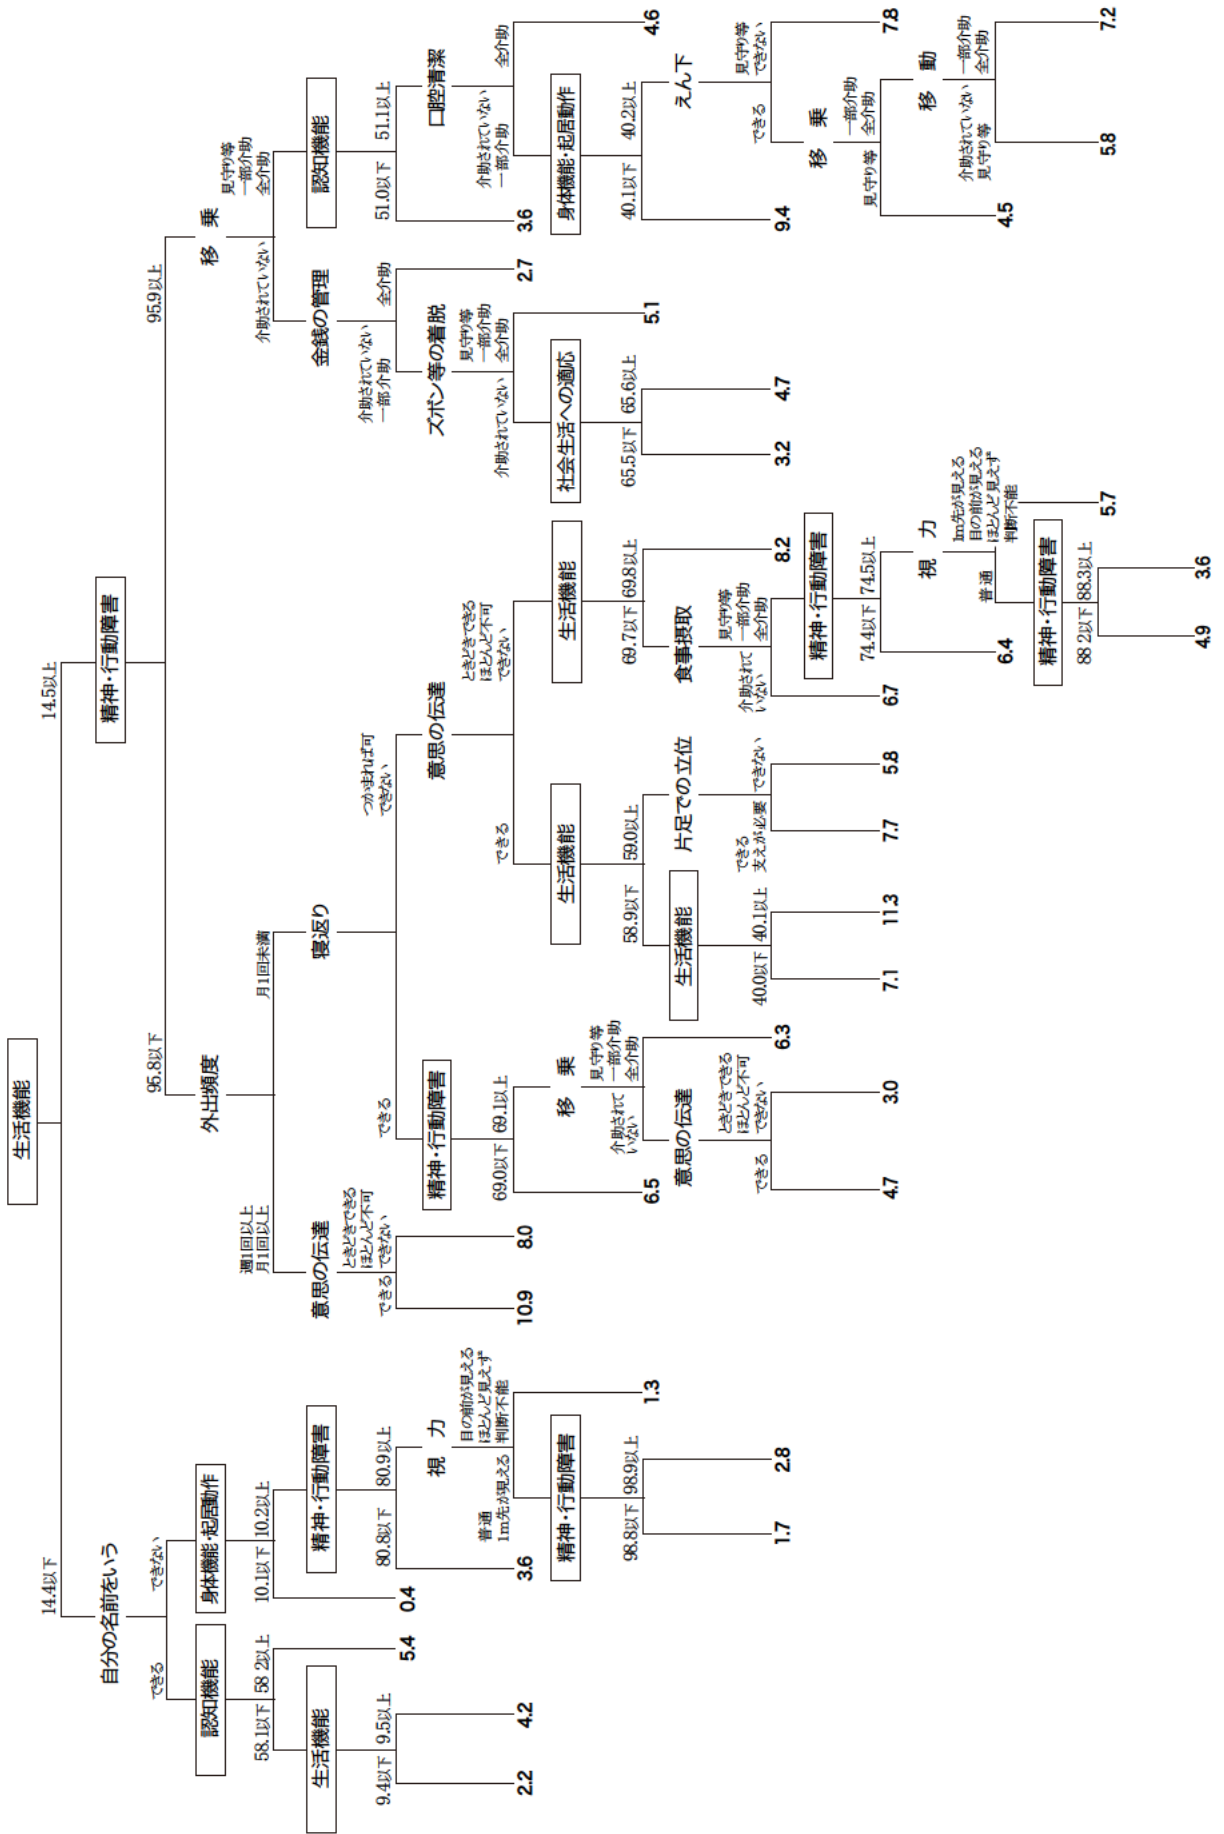 生活機能
14.4以下
14.5以上
自分の名前をいう
精神・行動障害
できる
できない
95.8以下
95.9以上
認知機能
身体機能・起居動作
外出頻度
移乗
58.1以下
58 2以上
10.1以下
10.2以上
週1回以上
月1回以上
月1回未満
介助されていない
見守り等
一部介助
全介助
生活機能
精神・行動障害
意思の伝達
寝返り
金銭の管理
認知機能
9.4以下
9.5以上
5.4
0.4
80.8以下
80.9以上
できる
ときどきできる
ほとんど不可
できない
できる
つかまれば可
できない
介助されていない
一部介助
全介助
51.0以下
51.1以上
視力
精神・行動障害
意思の伝達
ズボン等の着脱
口腔清潔
2.2
4.2
3.6
普通
1m先が見える
目の前が見える
ほとんど見えず
判断不能
10.9
8.0
69.0以下
69.1以上
できる
ときどきできる
ほとんど不可
できない
介助されていない
見守り等
一部介助
全介助
2.7
3.6
介助されていない
一部介助
全介助
精神・行動障害
移乗
生活機能
生活機能
社会生活への適応
身体機能・起居動作
98.8以下
98.9以上
1.3
6.5
介助されて
いない
見守り等
一部介助
全介助
58.9以下
59.0以上
69.7以下
69.8以上
65.5以下
65.6以上
5.1
40.1以下
40.2以上
4.6
意思の伝達
生活機能
片足での立位
食事摂取
えん下
1.7
2.8
できる
ときどきできる
ほとんど不可
できない
6.3
40.0以下
40.1以上
できる
支えが必要
できない
介助されて
いない
見守り等
一部介助
全介助
8.2
3.2
4.7
9.4
できる
見守り等
できない
精神・行動障害
移乗
4.7
3.0
7.1
11.3
7.7
5.8
6.7
74.4以下
74.5以上
見守り等
一部介助
全介助
7.8
視力
移動
6.4
普通
1m先が見える
目の前が見える
ほとんど見えず
判断不能
4.5
介助されていない
見守り等
一部介助
全介助
精神・行動障害
88 2以下
88.3以上
5.7
5.8
7.2
4.9
3.6